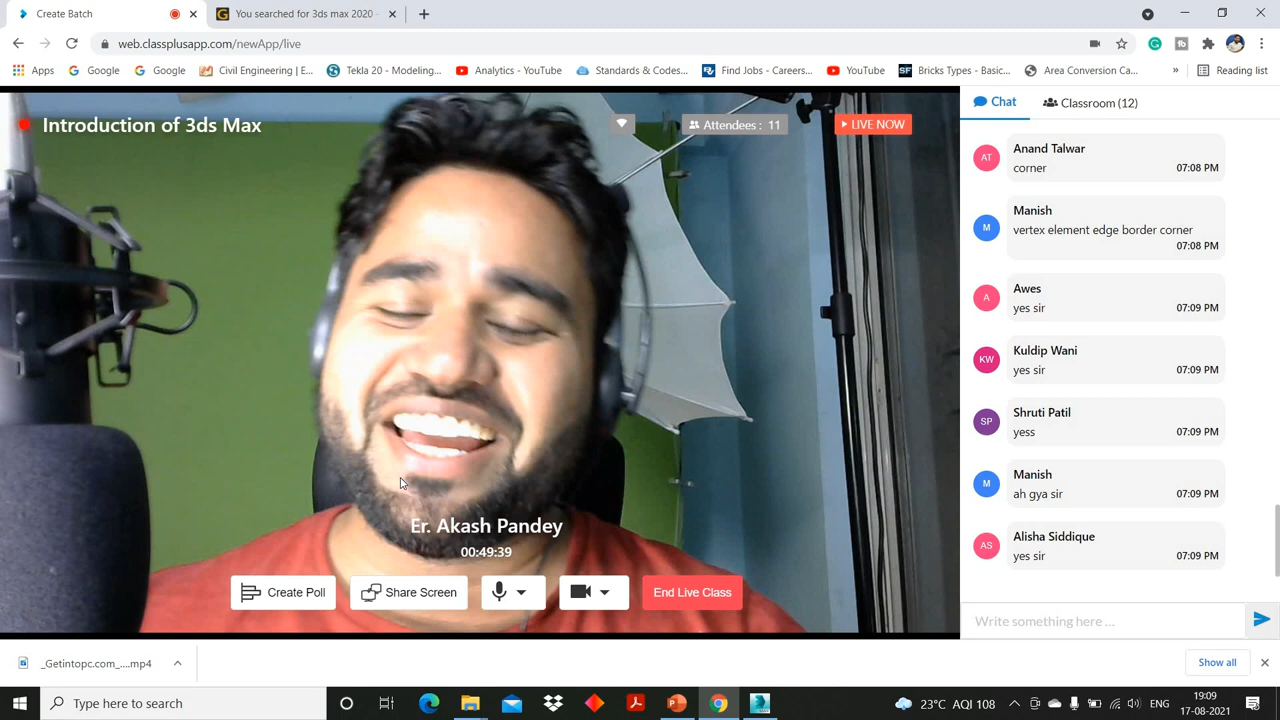 Create Batch
You searched for 3ds max 2020 -
web.classplusapp.com/newApp/live
Apps
Google
Google
Civil Engineering | E...
Tekla 20 - Modeling...
Analytics - YouTube
Standards & Codes...
Find Jobs - Careers...
YouTube
Bricks Types - Basic...
Area Conversion Ca...
»
Reading list
Introduction of 3ds Max
Attendees : 11
LIVE NOW
Er. Akash Pandey
00:49:39
Create Poll
Share Screen
End Live Class
Chat
Classroom (12)
AT
Anand Talwar
corner
07:08 PM
M
Manish
vertex element edge border corner
07:08 PM
A
Awes
yes sir
07:09 PM
KW
Kuldip Wani
yes sir
07:09 PM
SP
Shruti Patil
yess
07:09 PM
M
Manish
ah gya sir
07:09 PM
AS
Alisha Siddique
yes sir
07:09 PM
Write something here ...
_Getintopc.com_....mp4
Show all
Type here to search
23°C AQI 108
19:09
17-08-2021